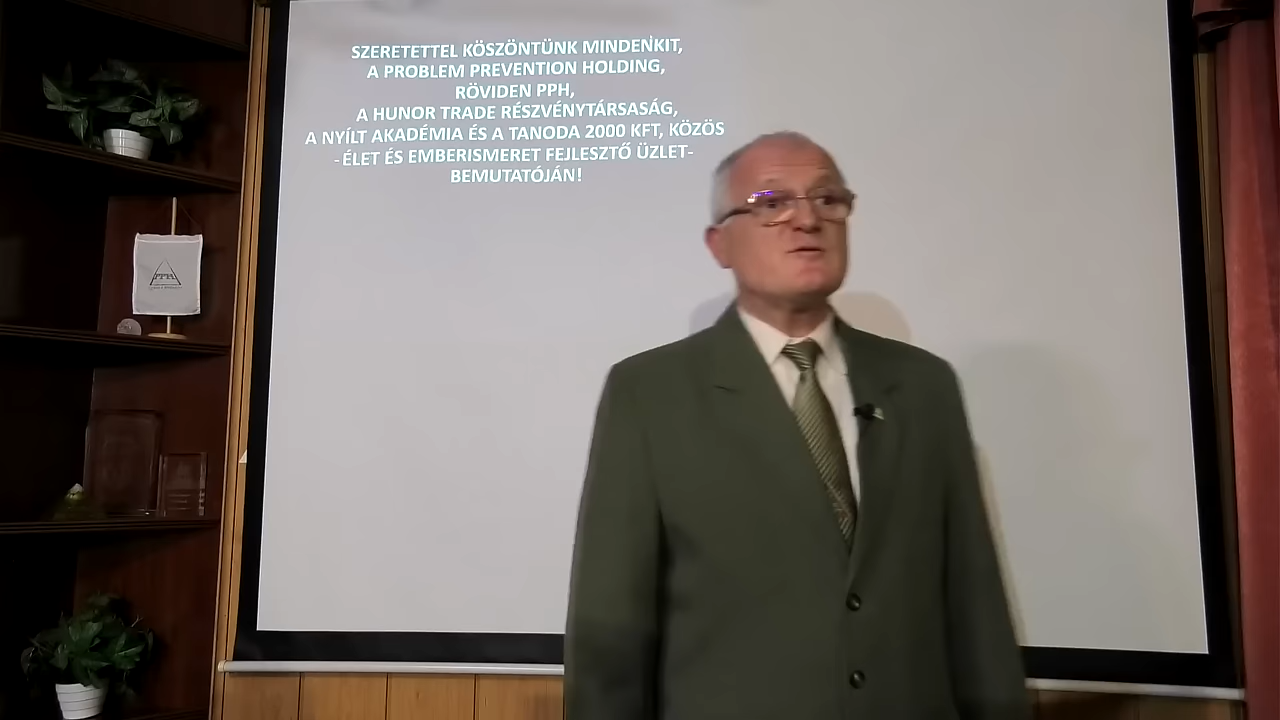 SZERETETTEL KÖSZÖNTÜNK MINDENKIT,
A PROBLEM PREVENTION HOLDING,
RÖVIDEN PPH,
A HUNOR TRADE RÉSZVÉNYTÁRSASÁG,
A NYÍLT AKADÉMIA ÉS A TANODA 2000 KFT, KÖZÖS
-ÉLET ÉS EMBERISMERET FEJLESZTŐ ÜZLET-
BEMUTATÓJÁN!